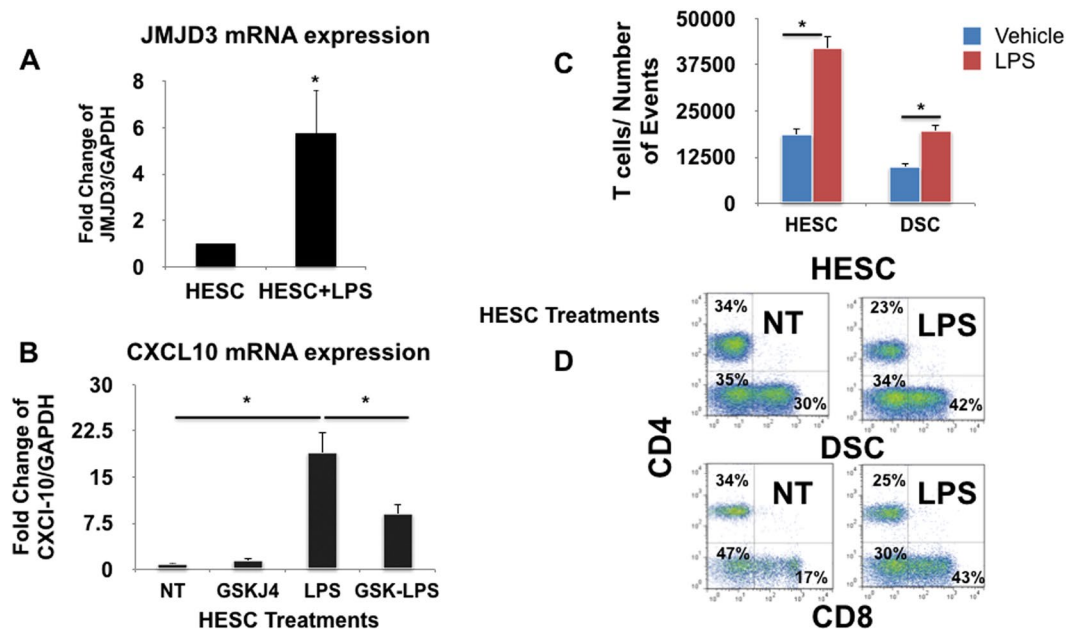 A
JMJD3 mRNA expression
Fold Change of
JMJD3/GAPDH
8
6
4
2
0
*
HESC HESC+LPS
B
CXCL10 mRNA expression
Fold Change of
CXCl-10/GAPDH
30
22.5
15
7.5
0
* *
NT GSKJ4 LPS GSK-LPS
HESC Treatments
C
T cells/ Number
of Events
50000
37500
25000
12500
0
* *
HESC DSC
Vehicle
LPS
HESC Treatments
D
HESC
34% NT
35%
30%
23% LPS
34%
42%
CD4
DSC
34% NT
47%
17%
25% LPS
30%
43%
CD8